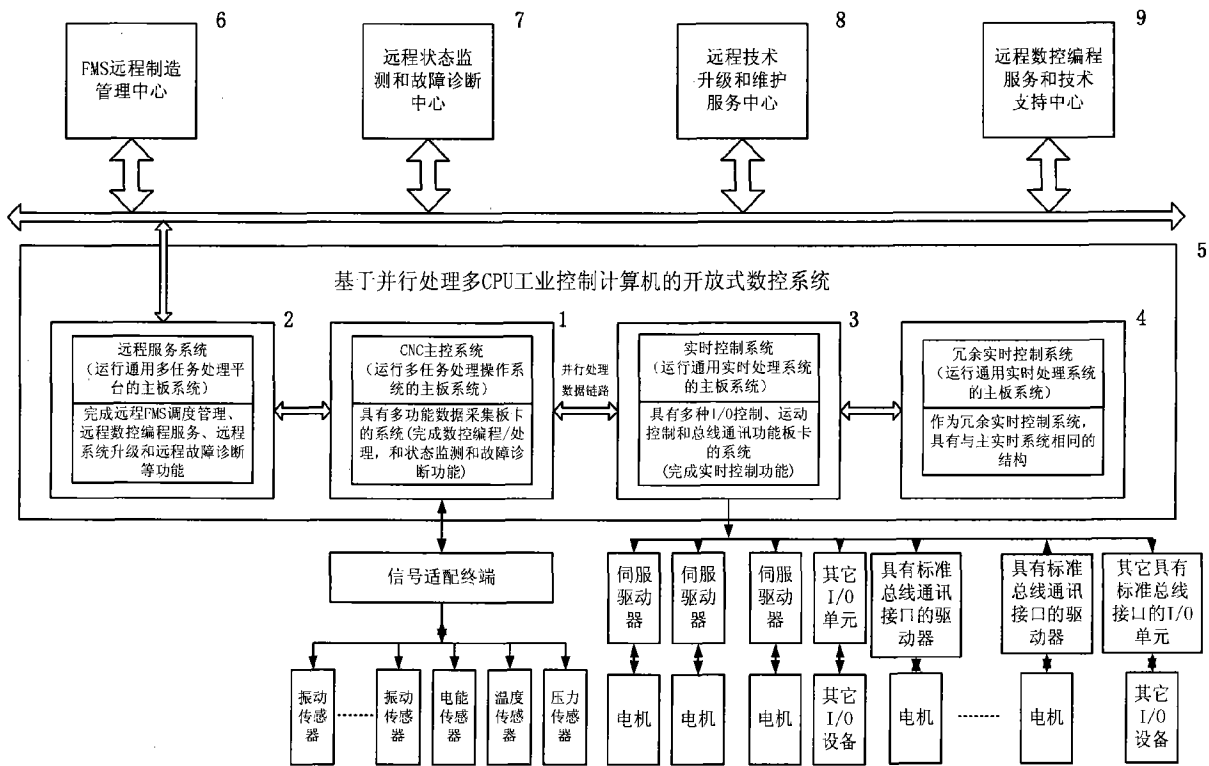 6
7
8
9
FMS远程制造
管理中心
远程状态监
测和故障诊断
中心
远程技术
升级和维护
服务中心
远程数控编程
服务和技术
支持中心
5
基于并行处理多CPU工业控制计算机的开放式数控系统
2
远程服务系统
(运行通用多任务处理平
台的主板系统)
完成远程FMS调度管理、
远程数控编程服务、远程
系统升级和远程故障诊断
等功能
1
CNC主控系统
(运行多任务处理操作系
统的主板系统)
具有多功能数据采集板卡
的系统(完成数控编程/处
理，和状态监测和故障诊
断功能)
并行处理
数据链路
3
实时控制系统
(运行通用实时处理系统
的主板系统)
具有多种I/O控制、运动
控制和总线通讯功能板卡
的系统
(完成实时控制功能)
4
冗余实时控制系统
(运行通用实时处理系统
的主板系统)
作为冗余实时控制系统，
具有与主实时系统相同的
结构
信号适配终端
振动
传感
器
振动
传感
器
电能
传感
器
温度
传感
器
压力
传感
器
伺服
驱动
器
伺服
驱动
器
伺服
驱动
器
其它
I/O
单元
具有标准
总线通讯
接口的驱
动器
具有标准
总线通讯
接口的驱
动器
其它具有
标准总线
接口的I/O
单元
电机
电机
电机
其它
I/O
设备
电机
电机
其它
I/O
设备